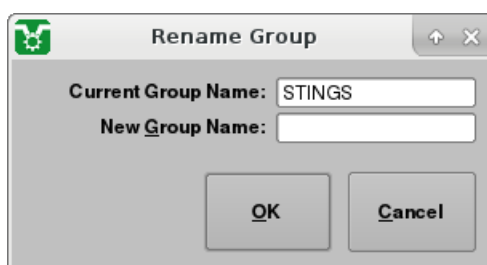 Rename Group
Current Group Name: STINGS
New Group Name:
OK
Cancel